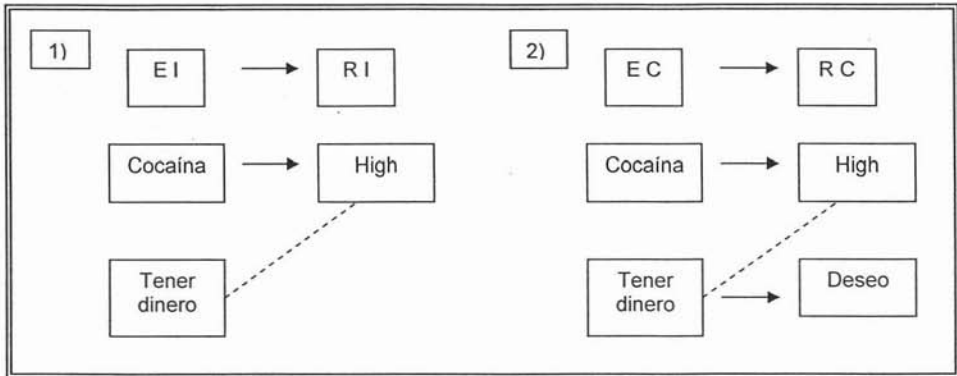 1)
E I
R I
Cocaína
High
Tener
dinero
2)
E C
R C
Cocaína
High
Tener
dinero
Deseo